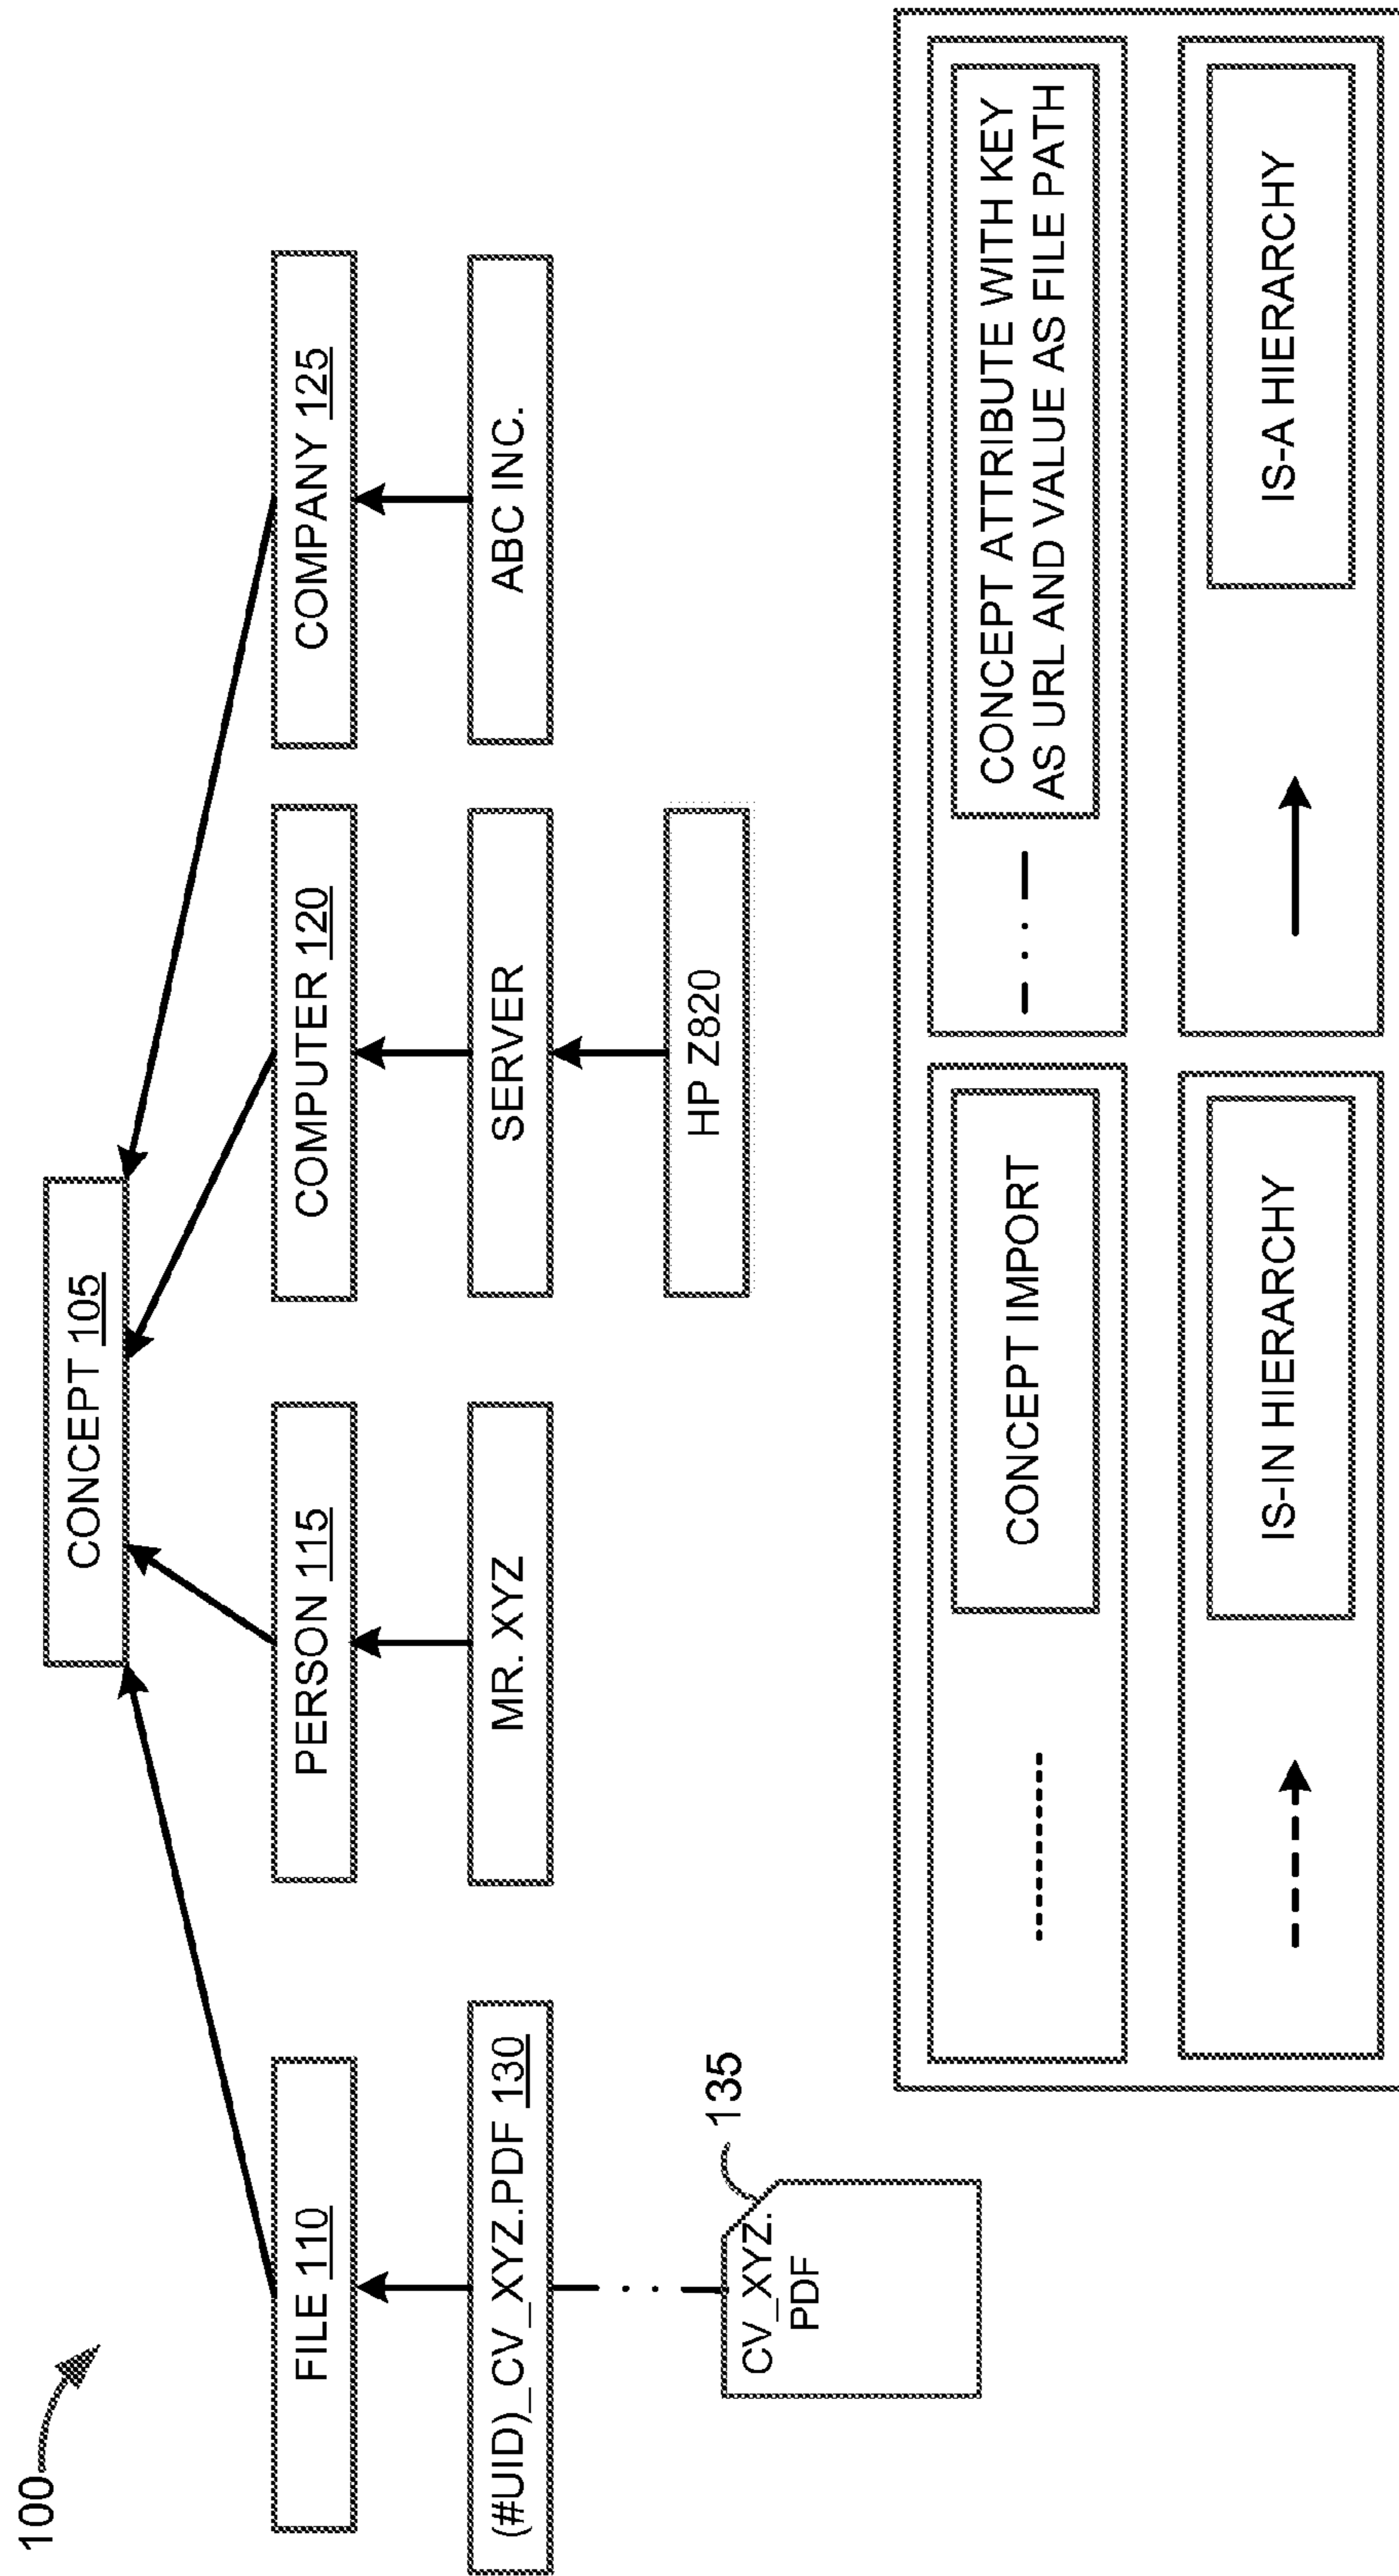 100
CONCEPT 105
FILE 110
PERSON 115
COMPUTER 120
COMPANY 125
(#UID)_CV_XYZ.PDF 130
MR. XYZ
SERVER
ABC INC.
HP Z820
135
CV_XYZ.
PDF
CONCEPT IMPORT
CONCEPT ATTRIBUTE WITH KEY
AS URL AND VALUE AS FILE PATH
IS-IN HIERARCHY
IS-A HIERARCHY